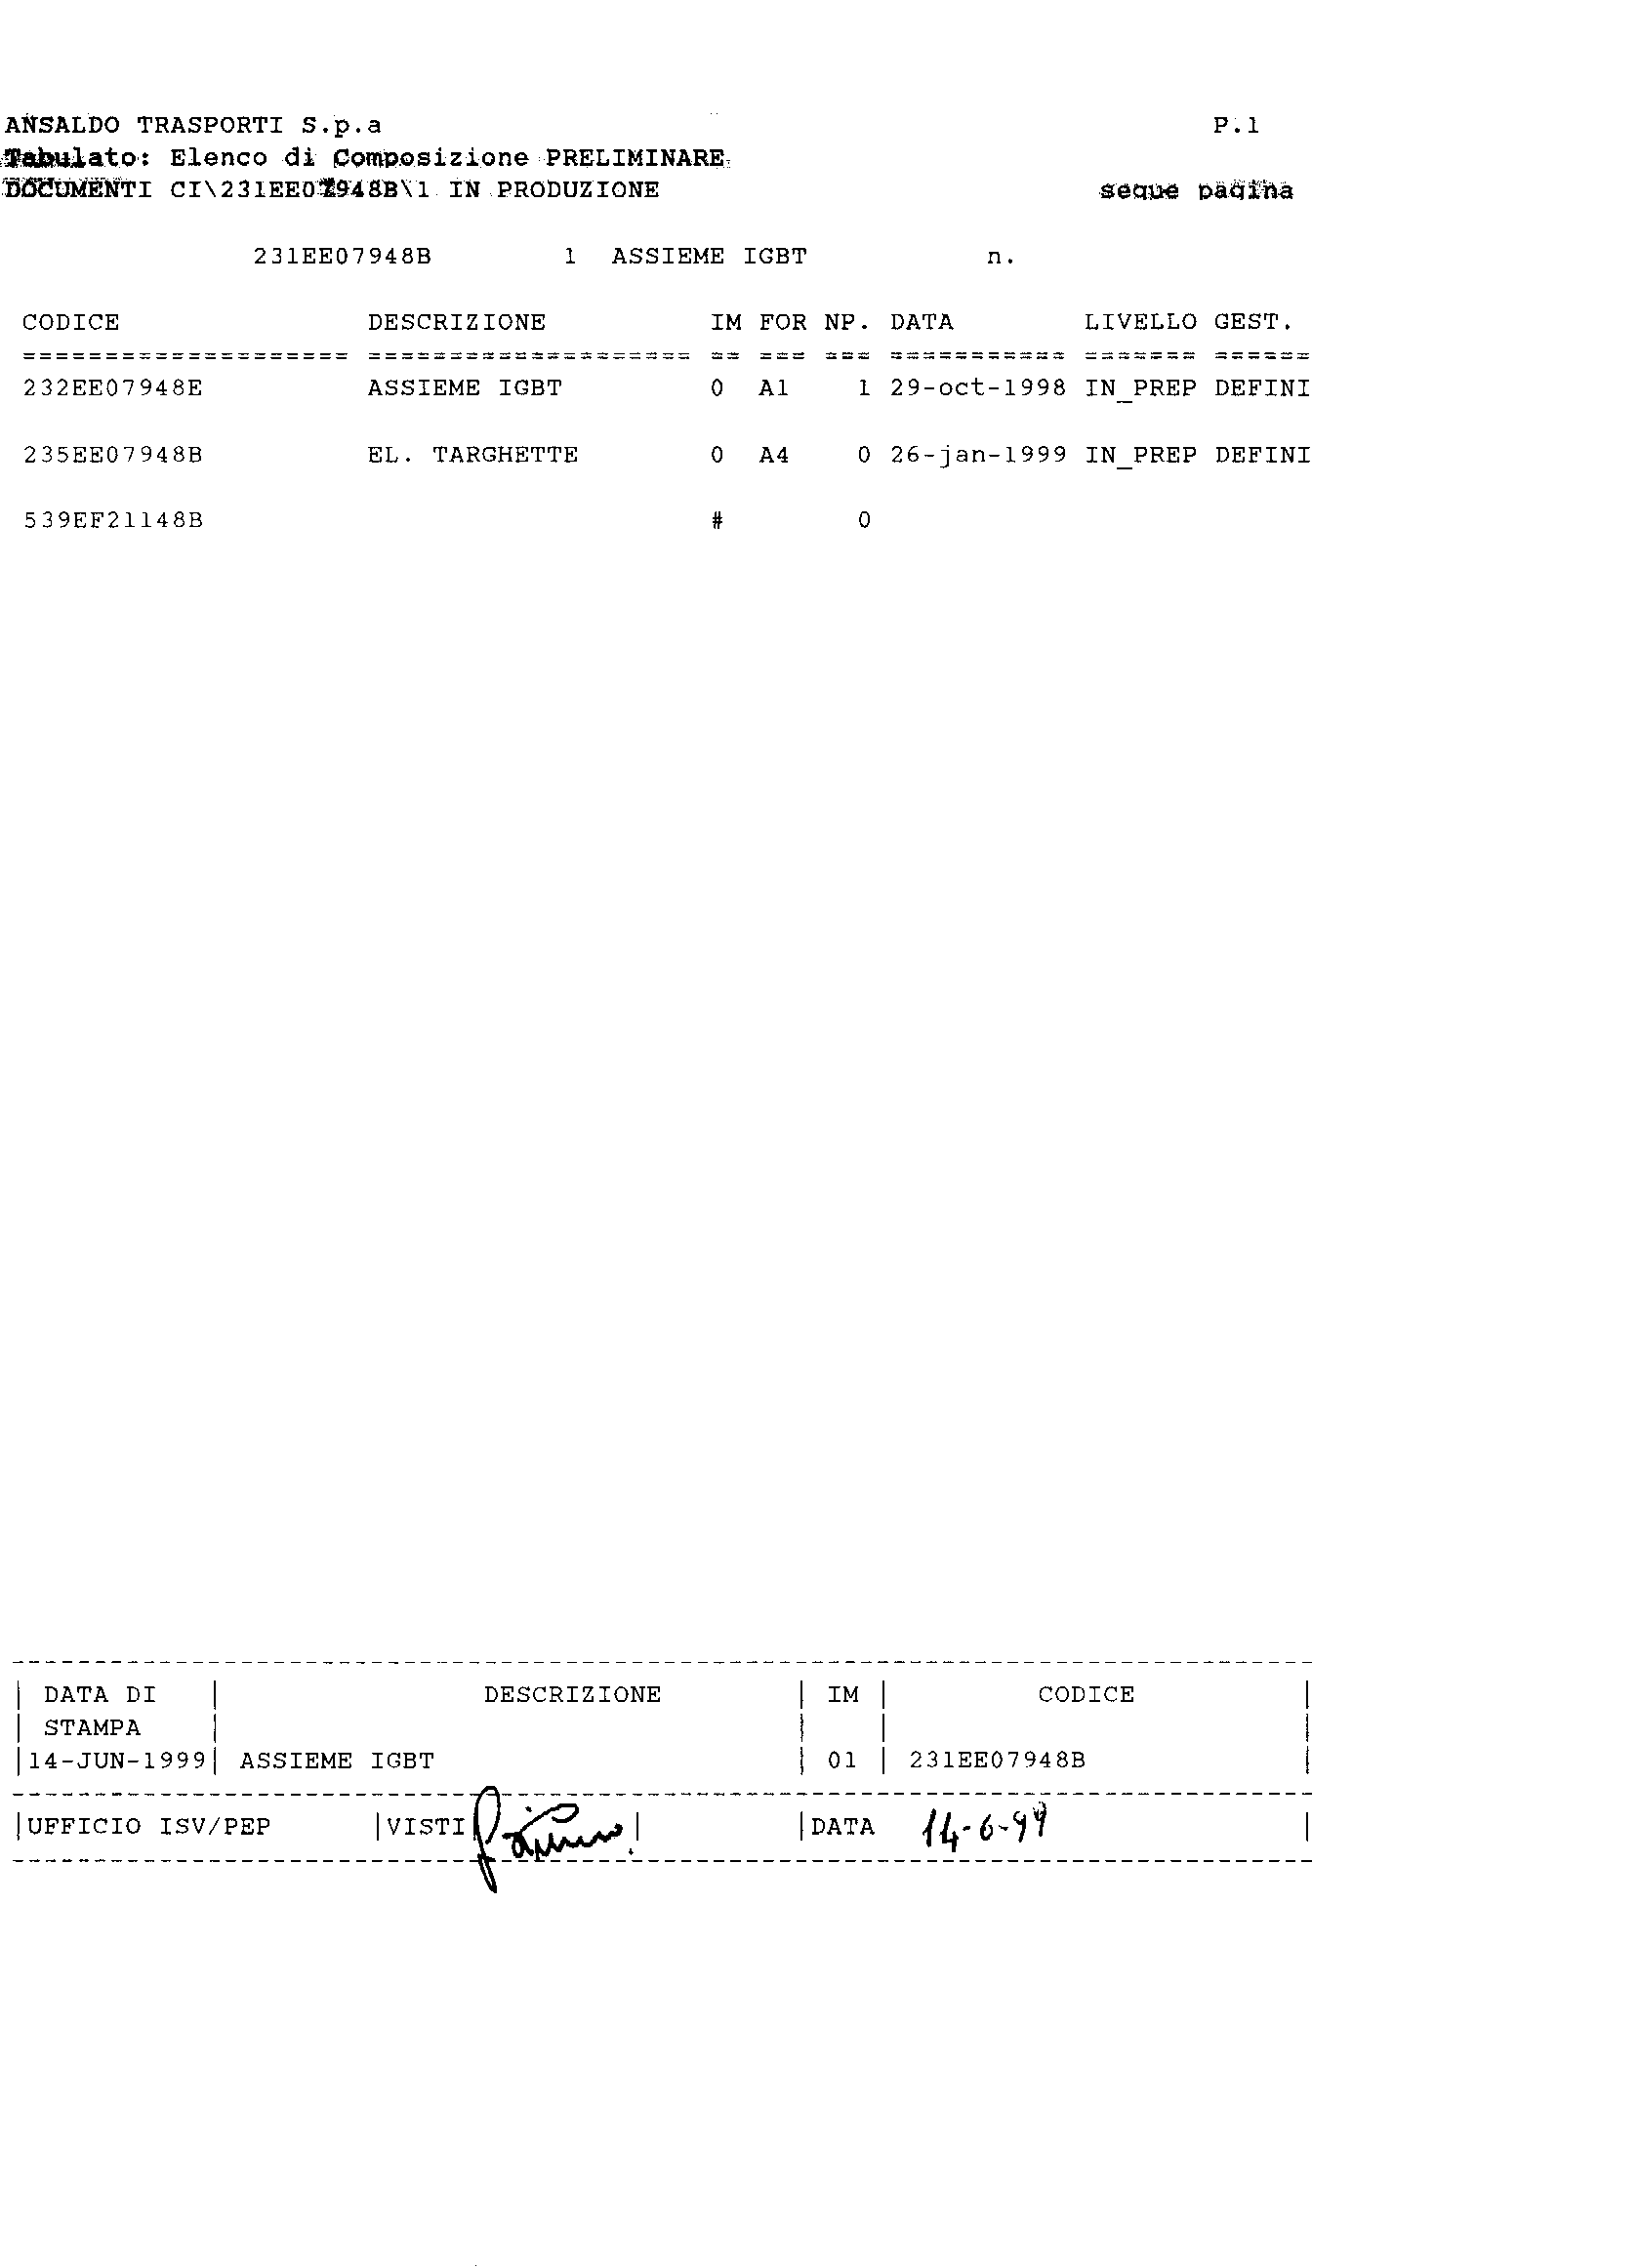 ANSALDO TRASPORTI S.p.a P.1
Tabulato: Elenco di Composizione PRELIMINARE
DOCUMENTI CI\231EE07948B\1 IN PRODUZIONE segue pagina
231EE07948B 1 ASSIEME IGBT n.
CODICE DESCRIZIONE IM FOR NP. DATA LIVELLO GEST.
==================== ==================== == === === =========== ======= ======
232EE07948E ASSIEME IGBT 0 A1 1 29-oct-1998 IN_PREP DEFINI
235EE07948B EL. TARGHETTE 0 A4 0 26-jan-1999 IN_PREP DEFINI
539EF21148B # 0
| DATA DI | DESCRIZIONE | IM | CODICE |
| STAMPA | | | |
|14-JUN-1999| ASSIEME IGBT | 01 | 231EE07948B |
|UFFICIO ISV/PEP |VISTI | |DATA 14-6-99 |